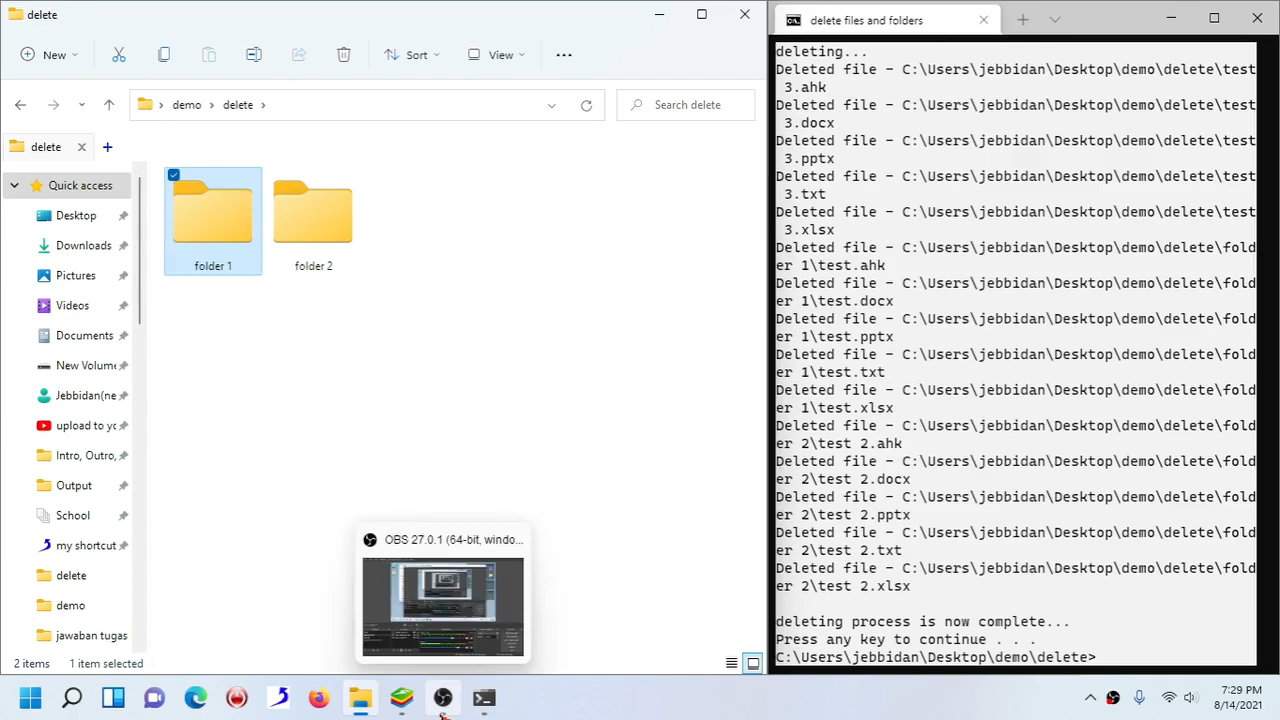 delete
New
Sort
View
demo
delete
Search delete
delete
Quick access
Desktop
Downloads
Pictures
Videos
Documents
New Volume
Jebbidan(ne
upload to yo
Intro, Outro,
Output
School
my shortcut
delete
demo
jawaban tugas
folder 1
folder 2
2 items
1 item selected
OBS 27.0.1 (64-bit, windo...
delete files and folders
deleting...
Deleted file - C:\Users\jebbidan\Desktop\demo\delete\test
3.ahk
Deleted file - C:\Users\jebbidan\Desktop\demo\delete\test
3.docx
Deleted file - C:\Users\jebbidan\Desktop\demo\delete\test
3.pptx
Deleted file - C:\Users\jebbidan\Desktop\demo\delete\test
3.txt
Deleted file - C:\Users\jebbidan\Desktop\demo\delete\test
3.xlsx
Deleted file - C:\Users\jebbidan\Desktop\demo\delete\fold
er 1\test.ahk
Deleted file - C:\Users\jebbidan\Desktop\demo\delete\fold
er 1\test.docx
Deleted file - C:\Users\jebbidan\Desktop\demo\delete\fold
er 1\test.pptx
Deleted file - C:\Users\jebbidan\Desktop\demo\delete\fold
er 1\test.txt
Deleted file - C:\Users\jebbidan\Desktop\demo\delete\fold
er 1\test.xlsx
Deleted file - C:\Users\jebbidan\Desktop\demo\delete\fold
er 2\test 2.ahk
Deleted file - C:\Users\jebbidan\Desktop\demo\delete\fold
er 2\test 2.docx
Deleted file - C:\Users\jebbidan\Desktop\demo\delete\fold
er 2\test 2.pptx
Deleted file - C:\Users\jebbidan\Desktop\demo\delete\fold
er 2\test 2.txt
Deleted file - C:\Users\jebbidan\Desktop\demo\delete\fold
er 2\test 2.xlsx
deleting process is now complete...
Press any key to continue . . .
C:\Users\jebbidan\Desktop\demo\delete>
7:29 PM
8/14/2021